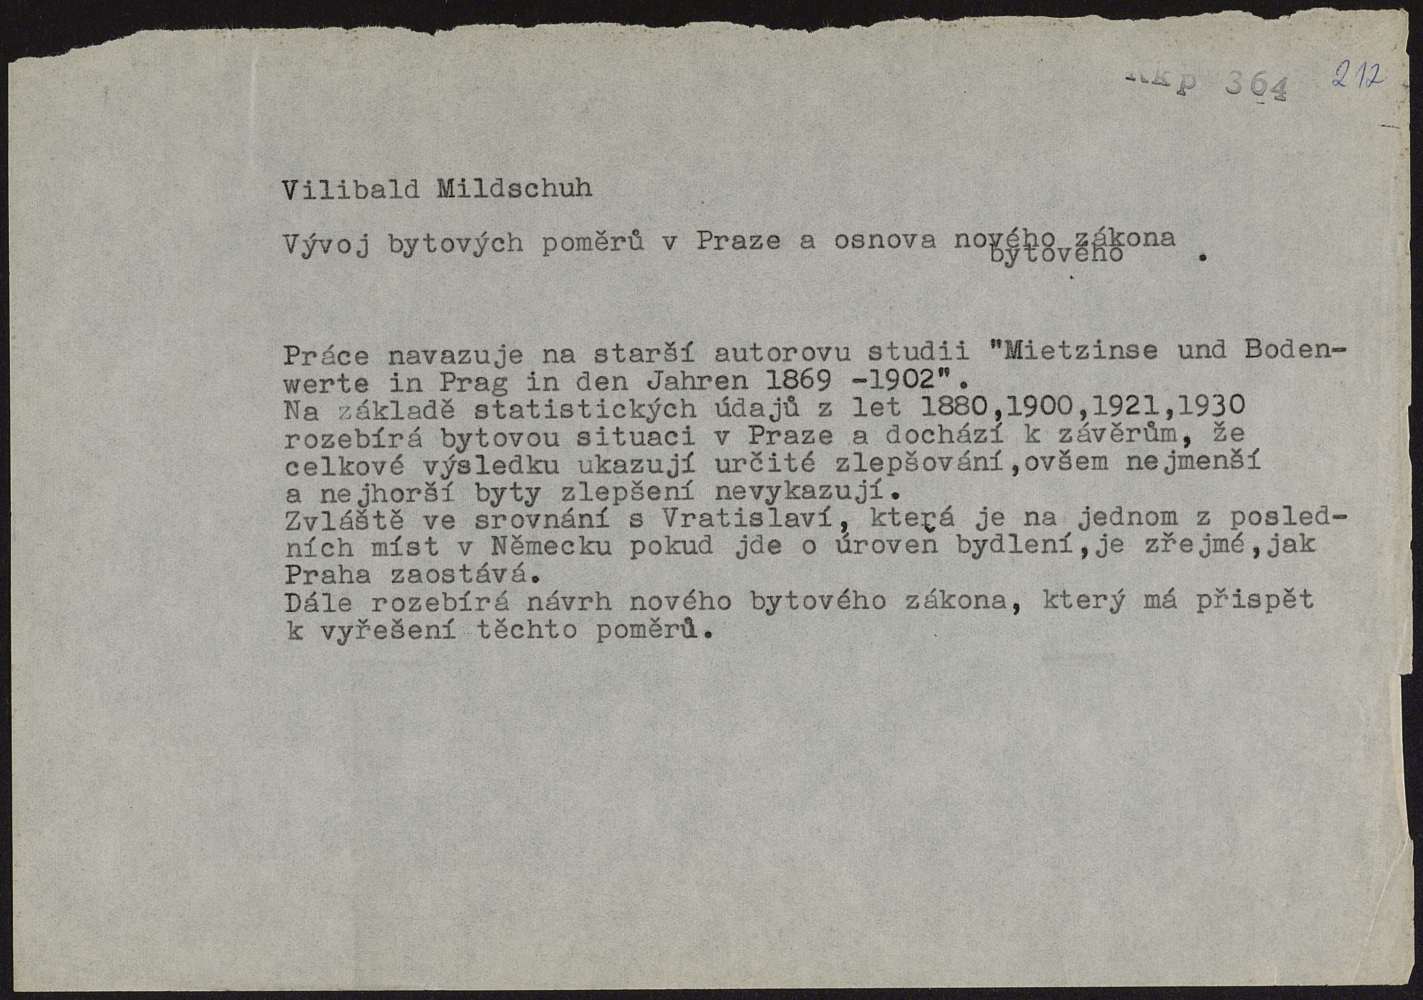 Rkp 364 212
Vilibald Mildschuh
Vývoj bytových poměrů v Praze a osnova nového zákona
bytového .
Práce navazuje na starší autorovu studii "Mietzinse und Boden-
werte in Prag in den Jahren 1869 -1902".
Na základě statistických údajů z let 1880,1900,1921,1930
rozebírá bytovou situaci v Praze a dochází k závěrům, že
celkové výsledku ukazují určité zlepšování,ovšem nejmenší
a nejhorší byty zlepšení nevykazují.
Zvláště ve srovnání s Vratislaví, která je na jednom z posled-
ních míst v Německu pokud jde o úroveň bydlení,je zřejmé,jak
Praha zaostává.
Dále rozebírá návrh nového bytového zákona, který má přispět
k vyřešení těchto poměrů.